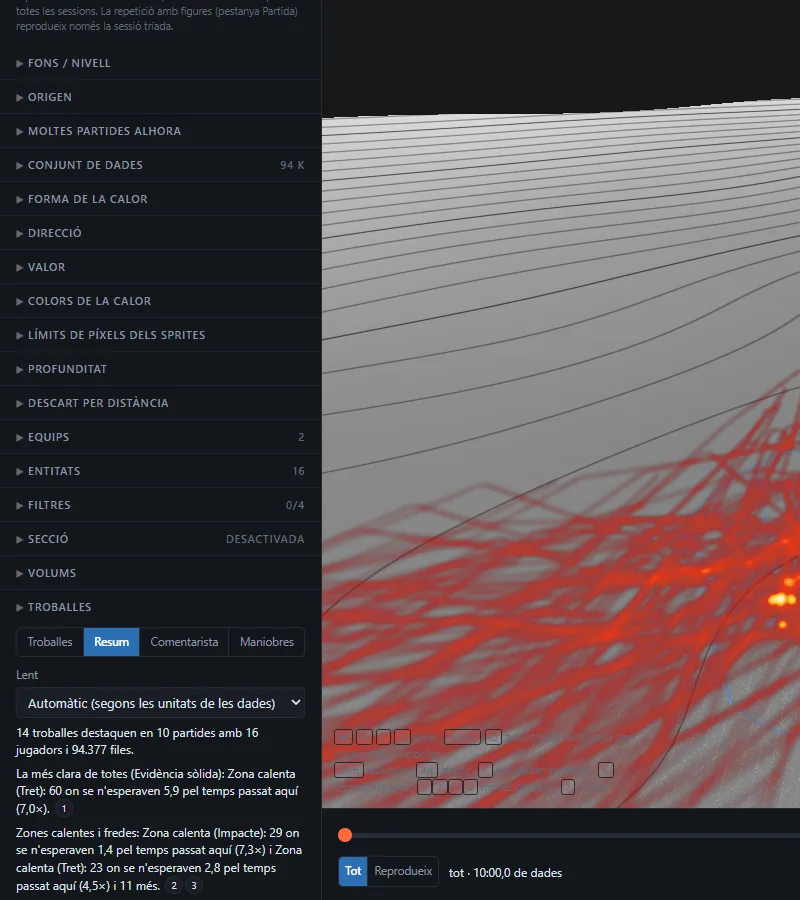 totes les sessions. La repetició amb figures (pestanya Partida)
reprodueix només la sessió triada.
FONS / NIVELL
ORIGEN
MOLTES PARTIDES ALHORA
CONJUNT DE DADES 94 K
FORMA DE LA CALOR
DIRECCIÓ
VALOR
COLORS DE LA CALOR
LÍMITS DE PÍXELS DELS SPRITES
PROFUNDITAT
DESCART PER DISTÀNCIA
EQUIPS 2
ENTITATS 16
FILTRES 0/4
SECCIÓ DESACTIVADA
VOLUMS
TROBALLES
Troballes Resum Comentarista Maniobres
Lent
Automàtic (segons les unitats de les dades)
14 troballes destaquen en 10 partides amb 16
jugadors i 94.377 files.
La més clara de totes (Evidència sòlida): Zona calenta
(Tret): 60 on se n'esperaven 5,9 pel temps passat aquí
(7,0×). 1
Zones calentes i fredes: Zona calenta (Impacte): 29 on
se n'esperaven 1,4 pel temps passat aquí (7,3×) i Zona
calenta (Tret): 23 on se n'esperaven 2,8 pel temps
passat aquí (4,5×) i 11 més. 2 3
Tot Reprodueix tot · 10:00,0 de dades